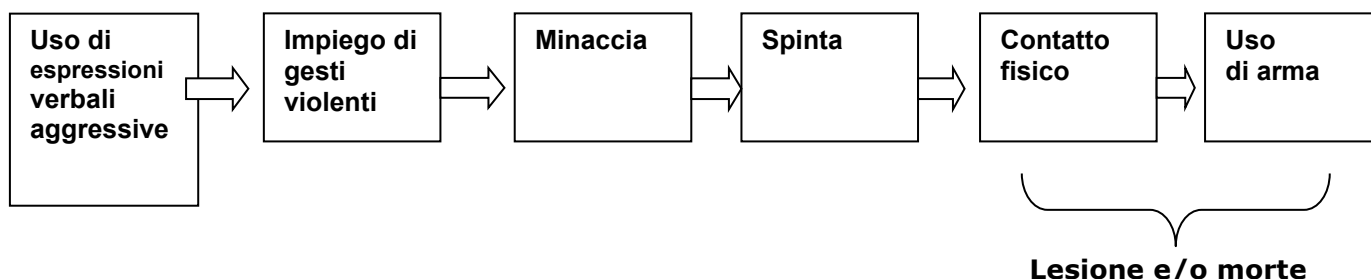 Uso di
espressioni
verbali
aggressive
Impiego di
gesti
violenti
Minaccia
Spinta
Contatto
fisico
Uso
di arma
Lesione e/o morte